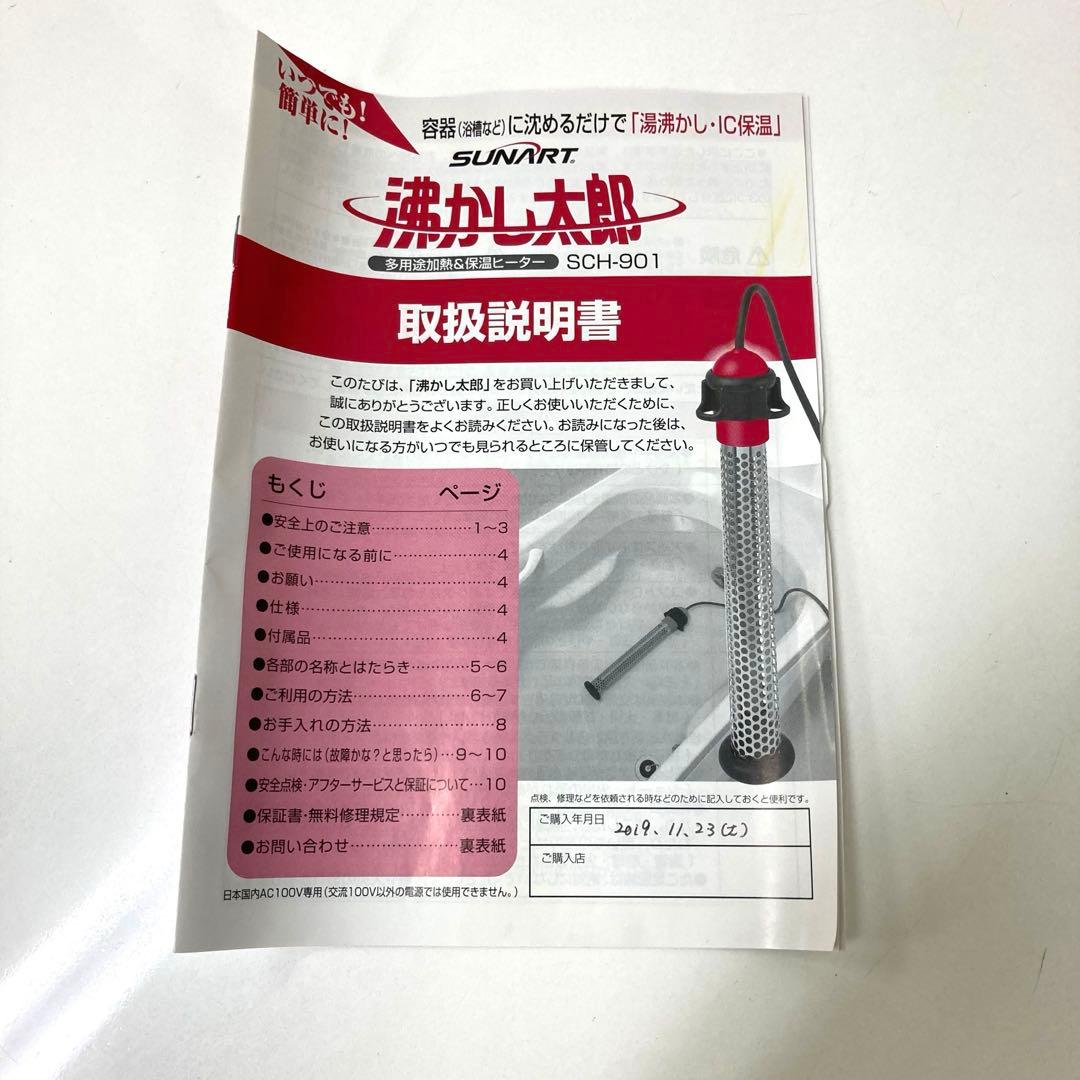 いつでも!
簡単に!
容器(浴槽など)に沈めるだけで「湯沸かし・IC保温」
SUNART®
沸かし太郎
多用途加熱&保温ヒーター SCH-901
取扱説明書
このたびは、「沸かし太郎」をお買い上げいただきまして、
誠にありがとうございます。正しくお使いいただくために、
この取扱説明書をよくお読みください。お読みになった後は、
お使いになる方がいつでも見られるところに保管してください。
もくじ ページ
●安全上のご注意……………………1〜3
●ご使用になる前に……………………4
●お願い……………………4
●仕様……………………4
●付属品……………………4
●各部の名称とはたらき…………5〜6
●ご利用の方法……………………6〜7
●お手入れの方法……………………8
●こんな時には(故障かな?と思ったら)…9〜10
●安全点検・アフターサービスと保証について…10
●保証書・無料修理規定…………裏表紙
●お問い合わせ……………………裏表紙
日本国内AC100V専用(交流100V以外の電源では使用できません。)
点検、修理などを依頼される時などのために記入しておくと便利です。
ご購入年月日 2019.11.23(土)
ご購入店